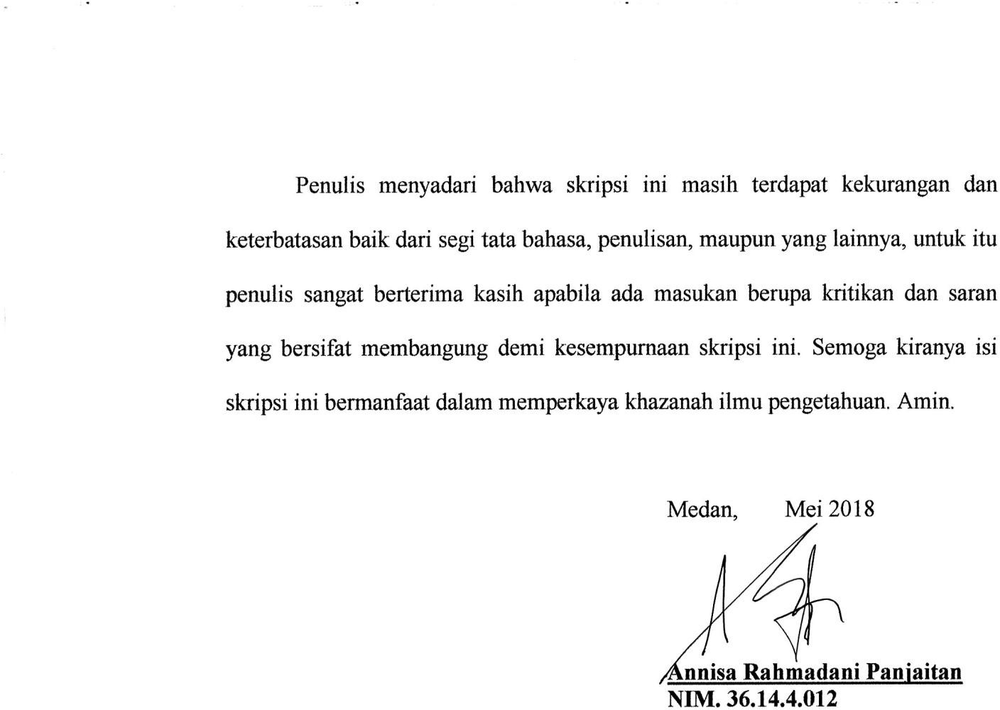 Penulis menyadari bahwa skripsi ini masih terdapat kekurangan dan
keterbatasan baik dari segi tata bahasa, penulisan, maupun yang lainnya, untuk itu
penulis sangat berterima kasih apabila ada masukan berupa kritikan dan saran
yang bersifat membangung demi kesempurnaan skripsi ini. Semoga kiranya isi
skripsi ini bermanfaat dalam memperkaya khazanah ilmu pengetahuan. Amin.
Medan, Mei 2018
Annisa Rahmadani Panjaitan
NIM. 36.14.4.012